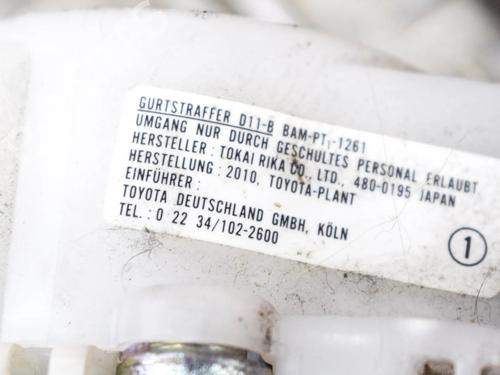 GURTSTRAFFER D11-B BAM-PT₁-1261
UMGANG NUR DURCH GESCHULTES PERSONAL ERLAUBT
HERSTELLER : TOKAI RIKA CO., LTD., 480-0195 JAPAN
HERSTELLUNG : 2010, TOYOTA-PLANT
EINFÜHRER :
TOYOTA DEUTSCHLAND GMBH, KÖLN
TEL. : 0 22 34/102-2600
1